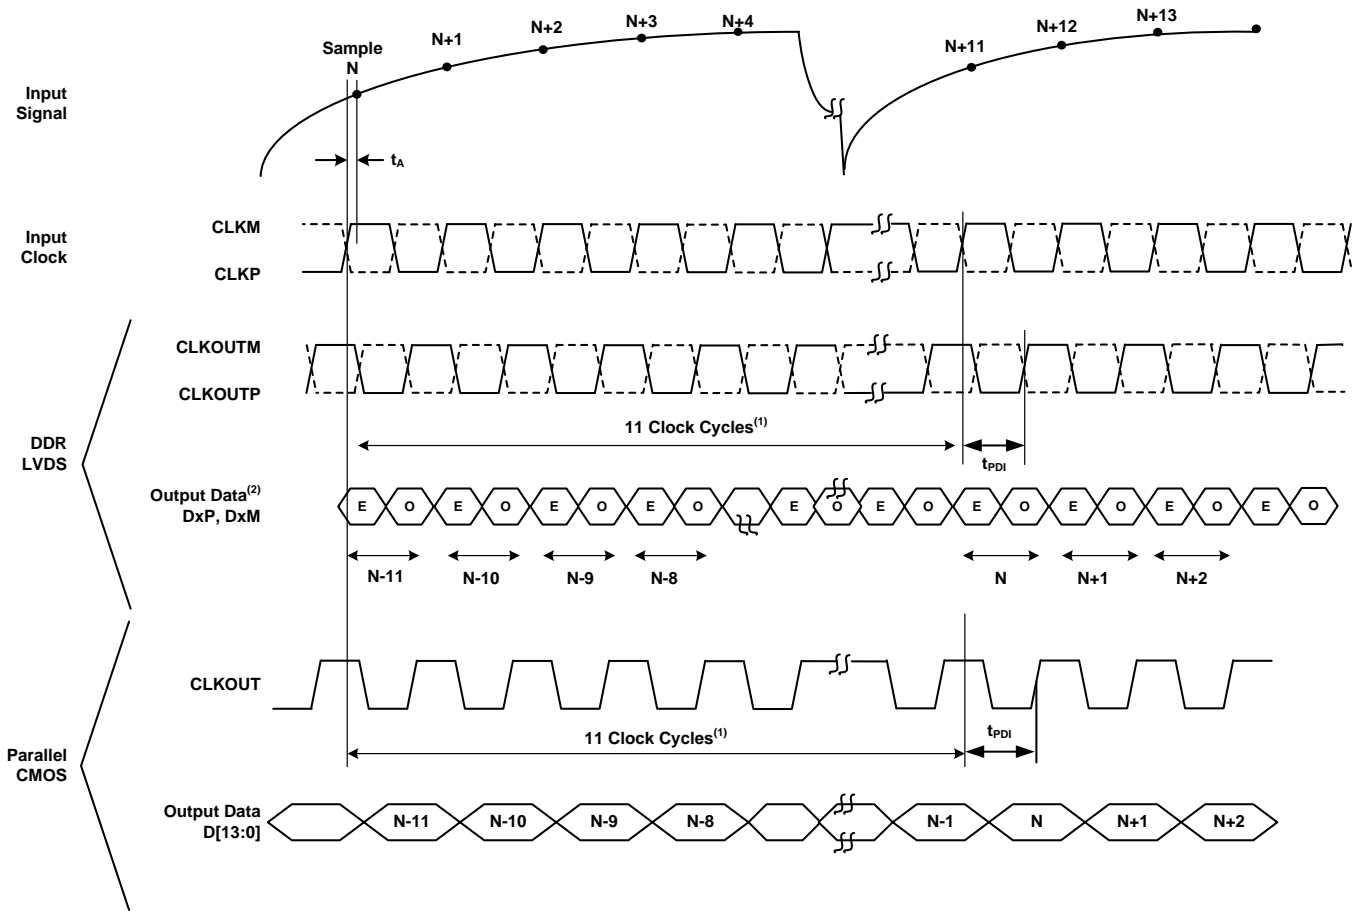 N+1 N+2 N+3 N+4 N+11 N+12 N+13
Sample
N
Input
Signal
tA
Input
Clock
CLKM
CLKP
DDR
LVDS
CLKOUTM
CLKOUTP
11 Clock Cycles(1)
tPDI
Output Data(2)
DxP, DxM
E O E O E O E O E O E O E O E O E O E O
N-11 N-10 N-9 N-8 N N+1 N+2
Parallel
CMOS
CLKOUT
11 Clock Cycles(1)
tPDI
Output Data
D[13:0]
N-11 N-10 N-9 N-8 N-1 N N+1 N+2